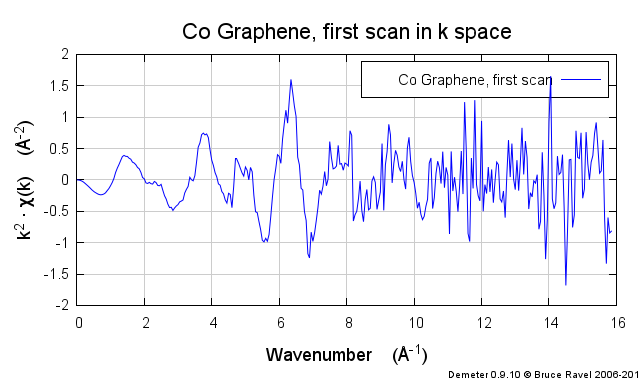 Co Graphene, first scan in k space
Co Graphene, first scan
k² · χ(k) (Å⁻²)
2
1.5
1
0.5
0
-0.5
-1
-1.5
-2
0 2 4 6 8 10 12 14 16
Wavenumber (Å⁻¹)
Demeter 0.9.10 © Bruce Ravel 2006-201